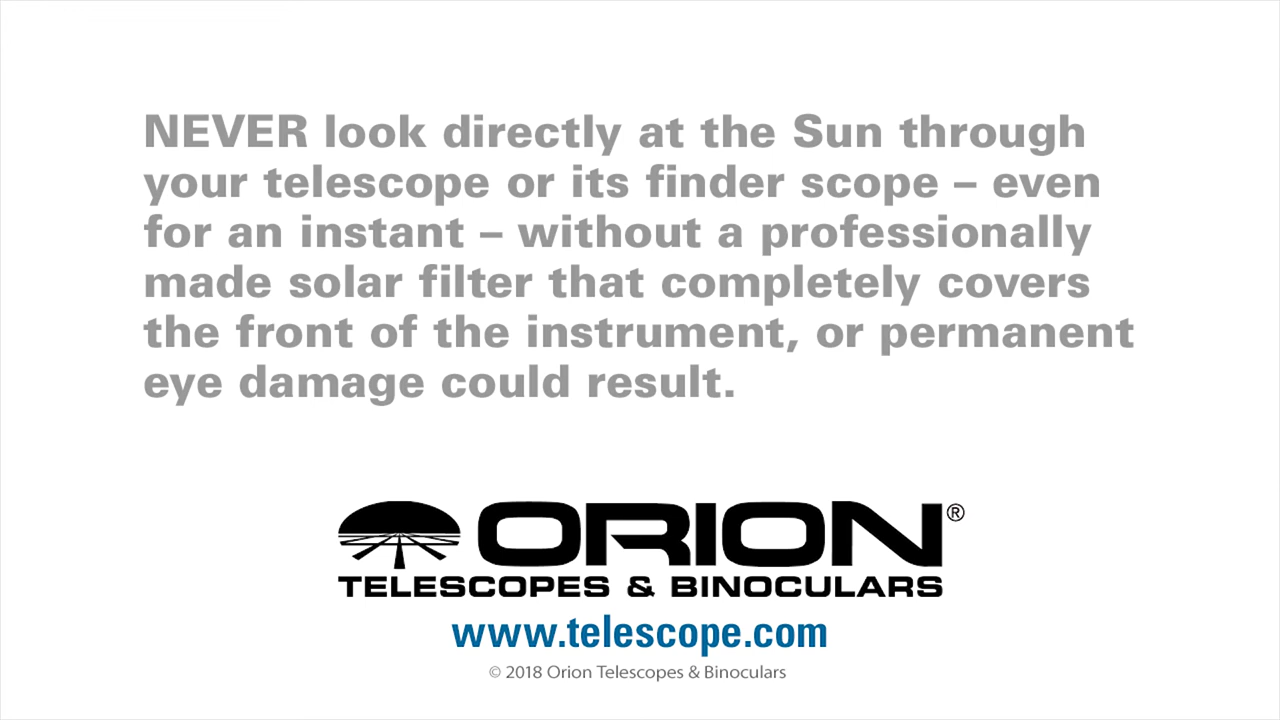 NEVER look directly at the Sun through
your telescope or its finder scope – even
for an instant – without a professionally
made solar filter that completely covers
the front of the instrument, or permanent
eye damage could result.
ORION®
TELESCOPES & BINOCULARS
www.telescope.com
© 2018 Orion Telescopes & Binoculars